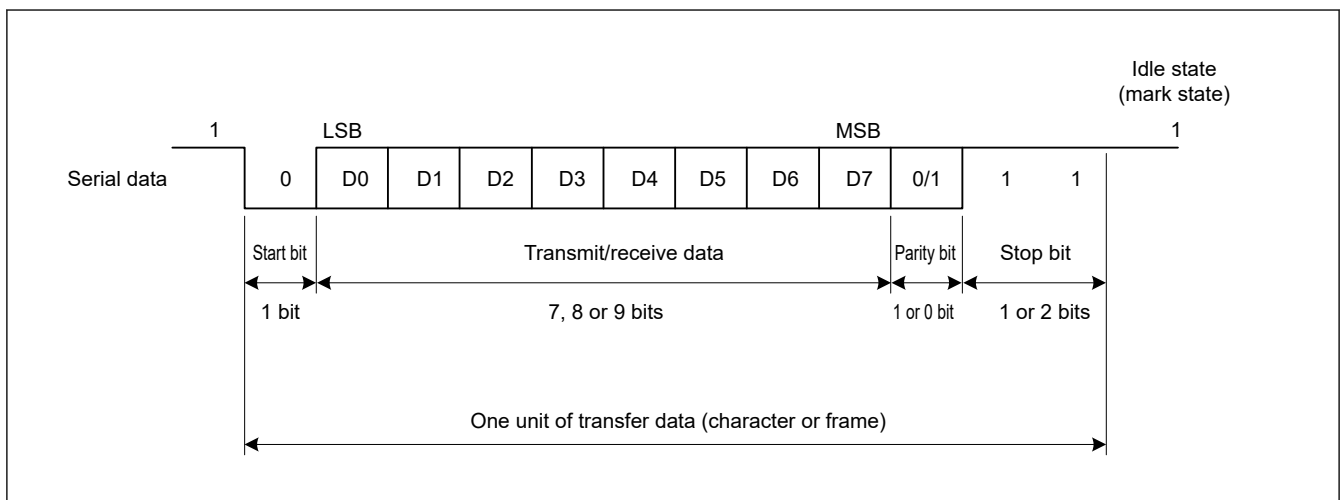 Idle state
(mark state)
1 LSB MSB 1
Serial data 0 D0 D1 D2 D3 D4 D5 D6 D7 0/1 1 1
Start bit Transmit/receive data Parity bit Stop bit
1 bit 7, 8 or 9 bits 1 or 0 bit 1 or 2 bits
One unit of transfer data (character or frame)